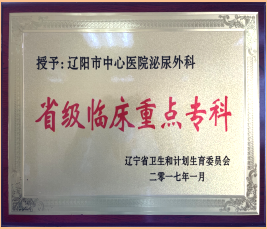 授予:辽阳市中心医院泌尿外科
省级临床重点专科
辽宁省卫生和计划生育委员会
二零一七年一月